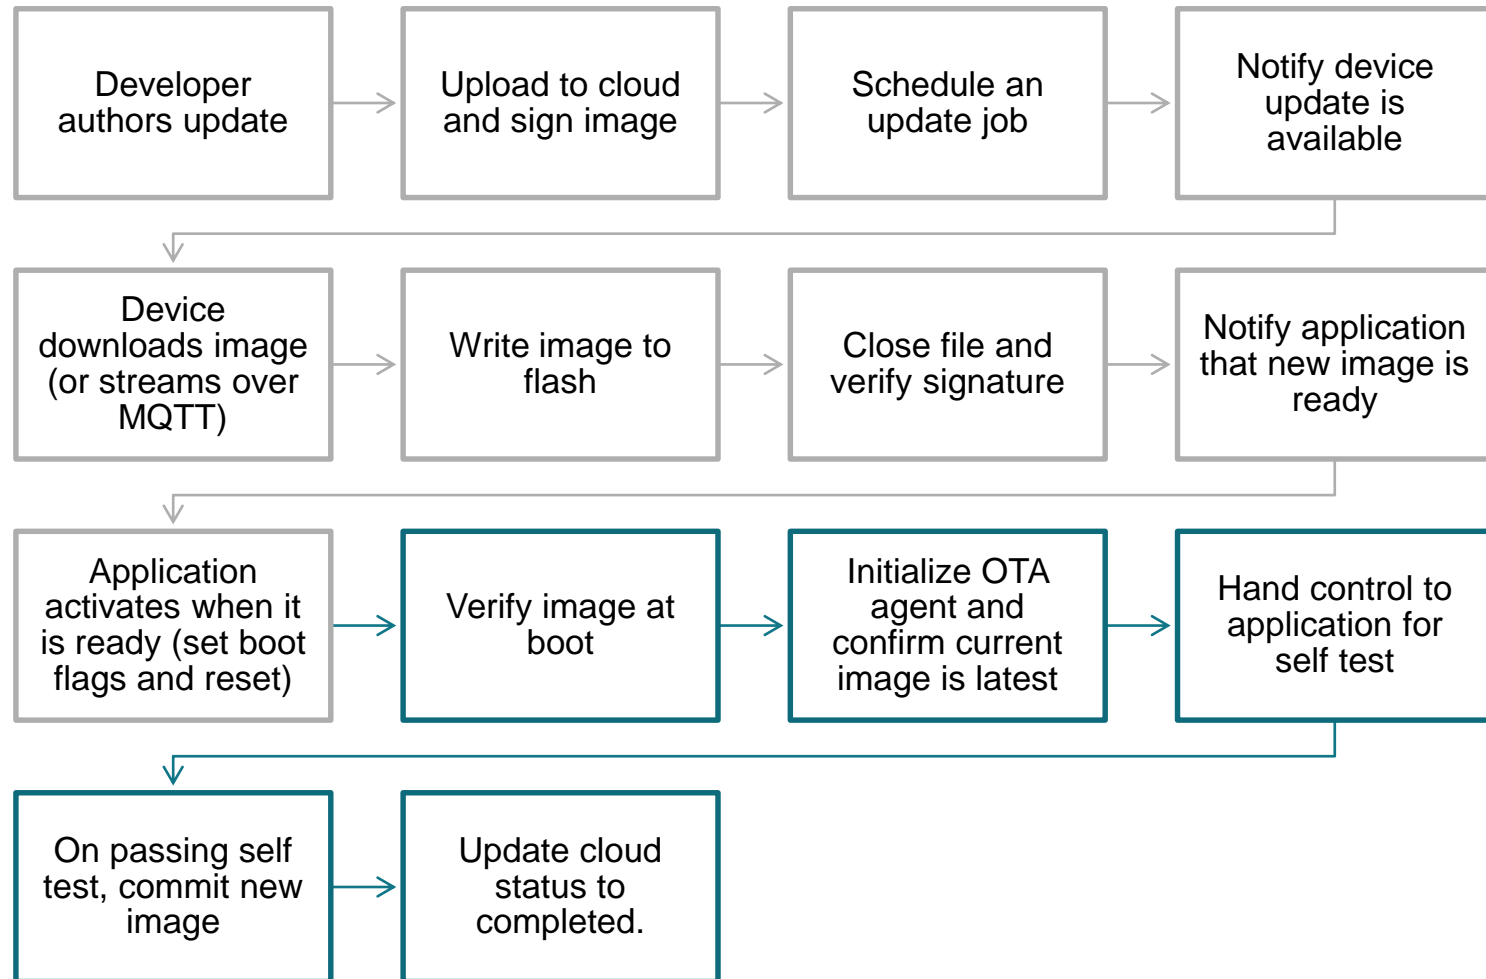 Developer
authors update
Upload to cloud
and sign image
Schedule an
update job
Notify device
update is
available
Device
downloads image
(or streams over
MQTT)
Write image to
flash
Close file and
verify signature
Notify application
that new image is
ready
Application
activates when it
is ready (set boot
flags and reset)
Verify image at
boot
Initialize OTA
agent and
confirm current
image is latest
Hand control to
application for
self test
On passing self
test, commit new
image
Update cloud
status to
completed.